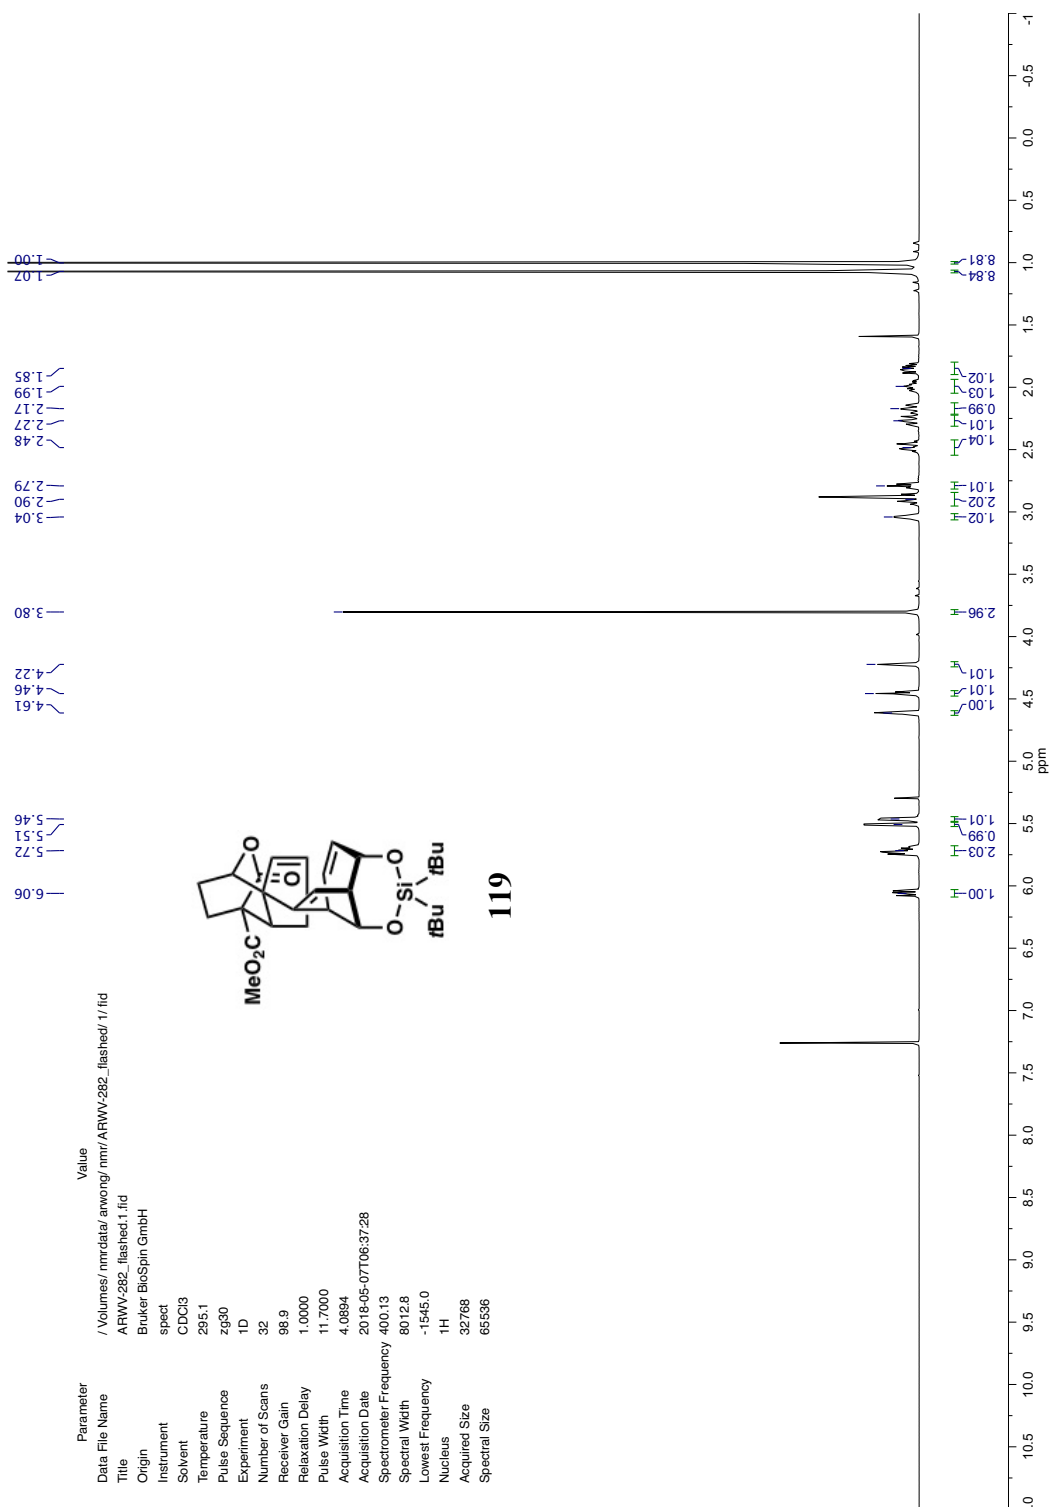 Parameter Value
Data File Name / Volumes/ nmrdata/ arwong/ nmr/ ARWV-282_flashed/ 1/ fid
Title ARWV-282_flashed.1.fid
Origin Bruker BioSpin GmbH
Instrument spect
Solvent CDCl3
Temperature 295.1
Pulse Sequence zg30
Experiment 1D
Number of Scans 32
Receiver Gain 98.9
Relaxation Delay 1.0000
Pulse Width 11.7000
Acquisition Time 4.0894
Acquisition Date 2018-05-07T06:37:28
Spectrometer Frequency 400.13
Spectral Width 8012.8
Lowest Frequency -1545.0
Nucleus 1H
Acquired Size 32768
Spectral Size 65536
6.06 5.72 5.51 5.46 4.61 4.46 4.22 3.80 3.04 2.90 2.79 2.48 2.27 2.17 1.99 1.85 1.07 1.00
MeO2C
O
O
O
O
Si
tBu
tBu
119
1.00 2.03 0.99 1.01 1.00 1.01 1.01 2.96 1.02 2.02 1.01 1.04 1.01 0.99 1.03 1.02 8.84 8.81
.0 10.5 10.0 9.5 9.0 8.5 8.0 7.5 7.0 6.5 6.0 5.5 5.0 4.5 4.0 3.5 3.0 2.5 2.0 1.5 1.0 0.5 0.0 -0.5 -1
ppm